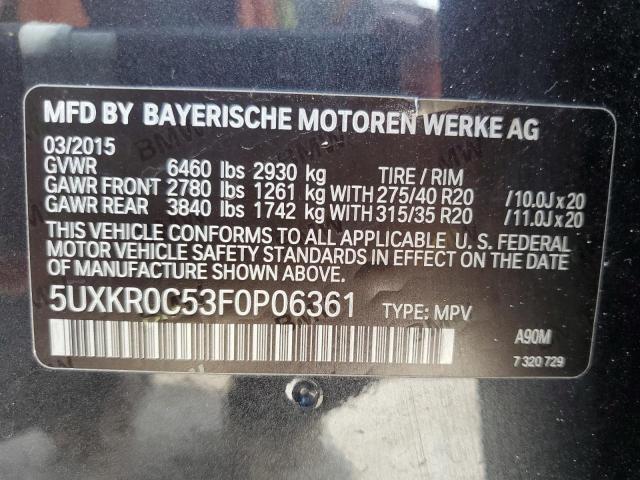 MFD BY BAYERISCHE MOTOREN WERKE AG
03/2015
GVWR 6460 lbs 2930 kg TIRE / RIM
GAWR FRONT 2780 lbs 1261 kg WITH 275/40 R20 /10.0J x 20
GAWR REAR 3840 lbs 1742 kg WITH 315/35 R20 /11.0J x 20
THIS VEHICLE CONFORMS TO ALL APPLICABLE U. S. FEDERAL
MOTOR VEHICLE SAFETY STANDARDS IN EFFECT ON THE DATE
OF MANUFACTURE SHOWN ABOVE.
5UXKR0C53F0P06361 TYPE: MPV
A90M
7 320 729